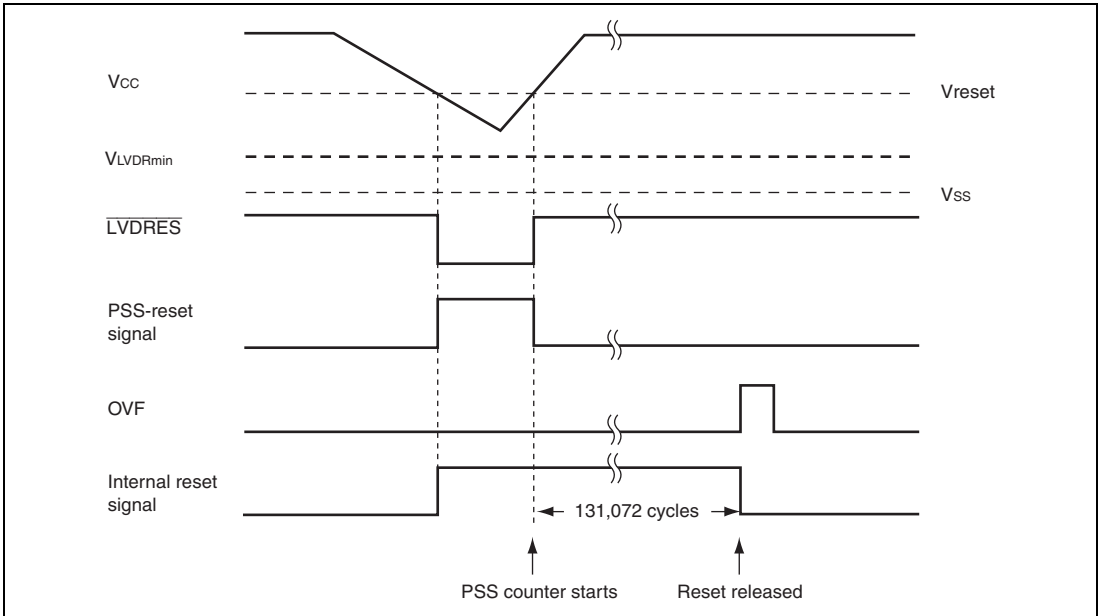 Vcc
Vreset
VLVDRmin
Vss
LVDRES
PSS-reset
signal
OVF
Internal reset
signal
131,072 cycles
PSS counter starts
Reset released